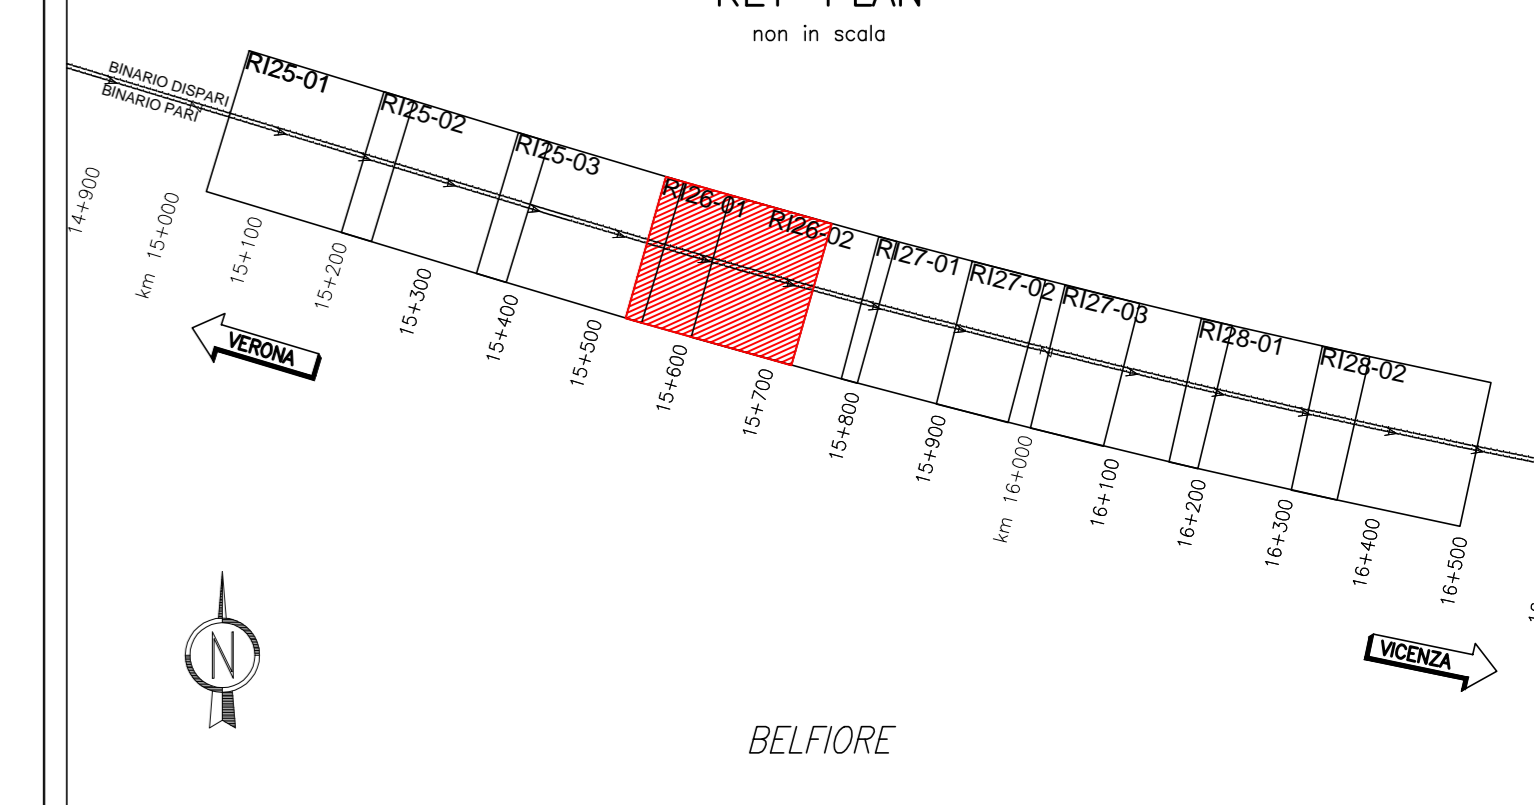 KEY PLAN
non in scala
BINARIO DISPARI
BINARIO PARI
RI25-01
RI25-02
RI25-03
RI26-01
RI26-02
RI27-01
RI27-02
RI27-03
RI28-01
RI28-02
14+900
km 15+000
15+100
15+200
15+300
15+400
15+500
15+600
15+700
15+800
15+900
km 16+000
16+100
16+200
16+300
16+400
16+500
VERONA
VICENZA
N
BELFIORE